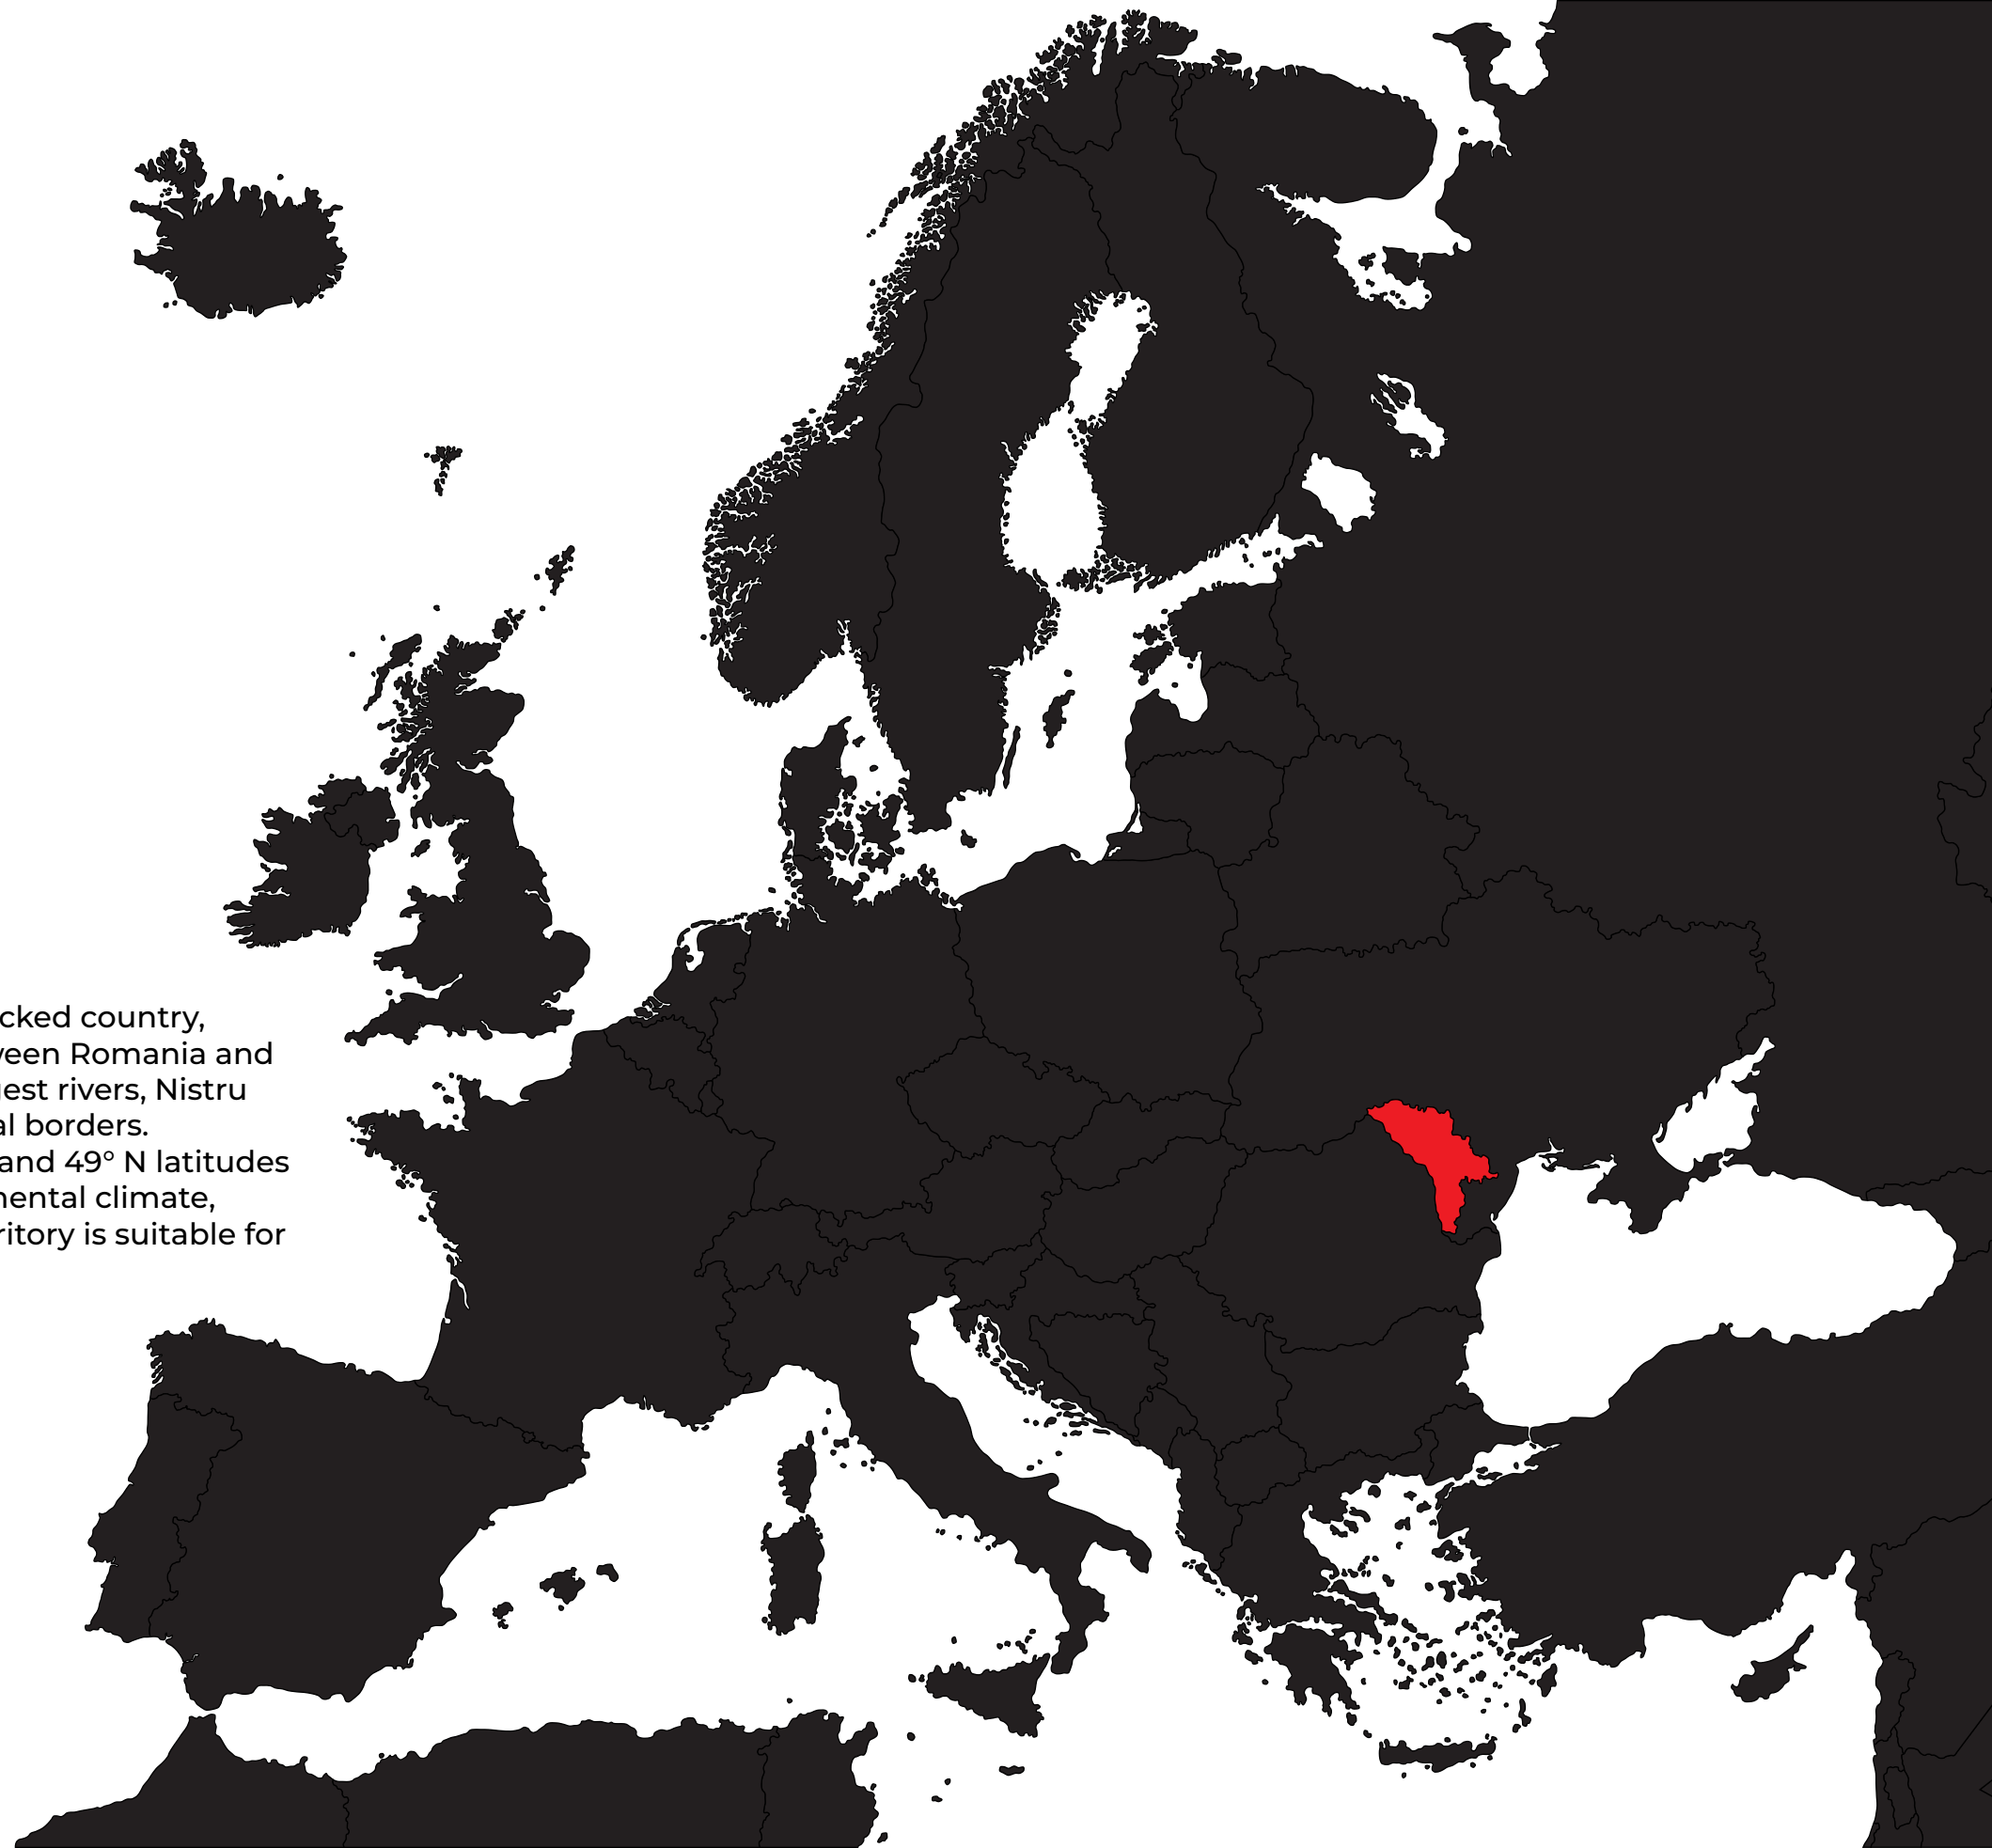 cked country,
veen Romania and
uest rivers, Nistru
al borders.
and 49° N latitudes
nental climate,
ritory is suitable for